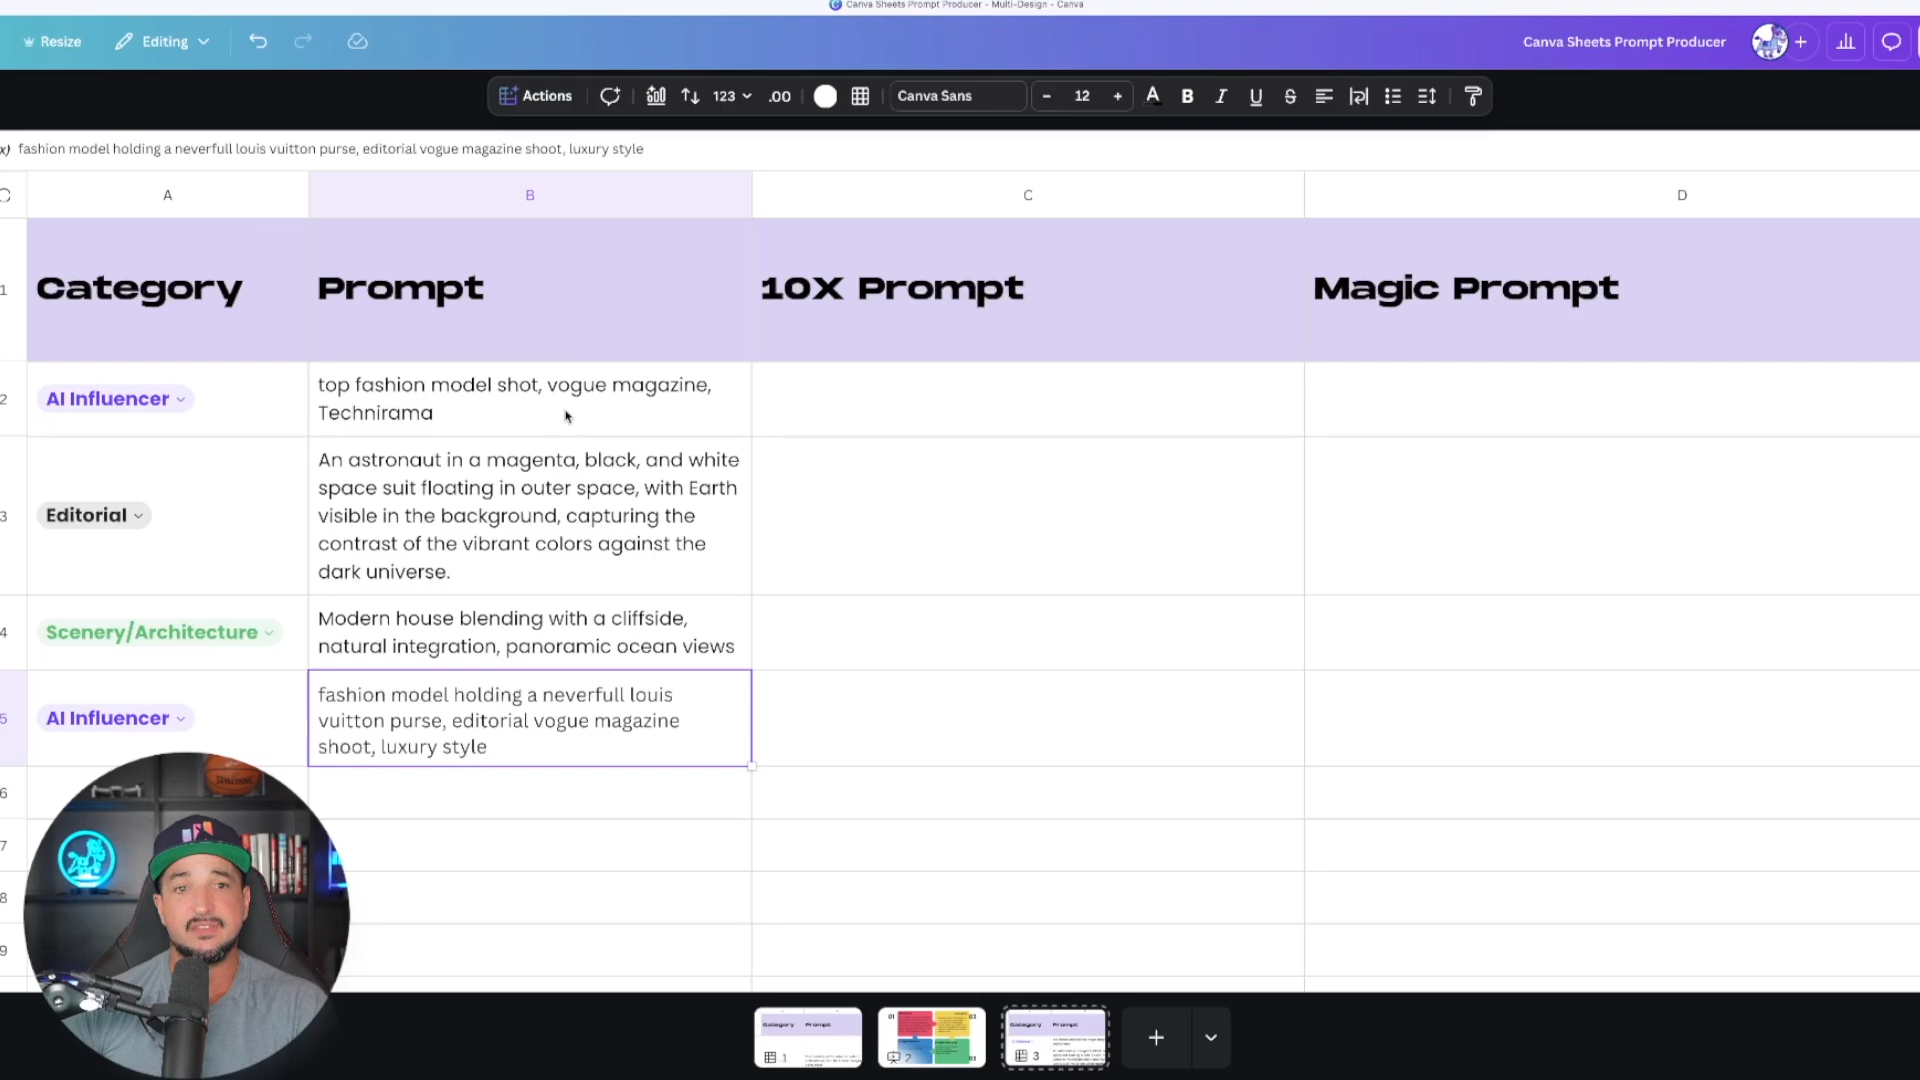 Canva Sheets Prompt Producer - Multi-Design - Canva
Resize
Editing
Canva Sheets Prompt Producer
Actions
123
.00
Canva Sans
− 12 +
A B I U S
x) fashion model holding a neverfull louis vuitton purse, editorial vogue magazine shoot, luxury style
A B C D
1
Category
Prompt
10X Prompt
Magic Prompt
2
AI Influencer
top fashion model shot, vogue magazine,
Technirama
3
Editorial
An astronaut in a magenta, black, and white
space suit floating in outer space, with Earth
visible in the background, capturing the
contrast of the vibrant colors against the
dark universe.
4
Scenery/Architecture
Modern house blending with a cliffside,
natural integration, panoramic ocean views
5
AI Influencer
fashion model holding a neverfull louis
vuitton purse, editorial vogue magazine
shoot, luxury style
6
7
8
9
SPALDING
Category Prompt
1
2
Category Prompt
3
+